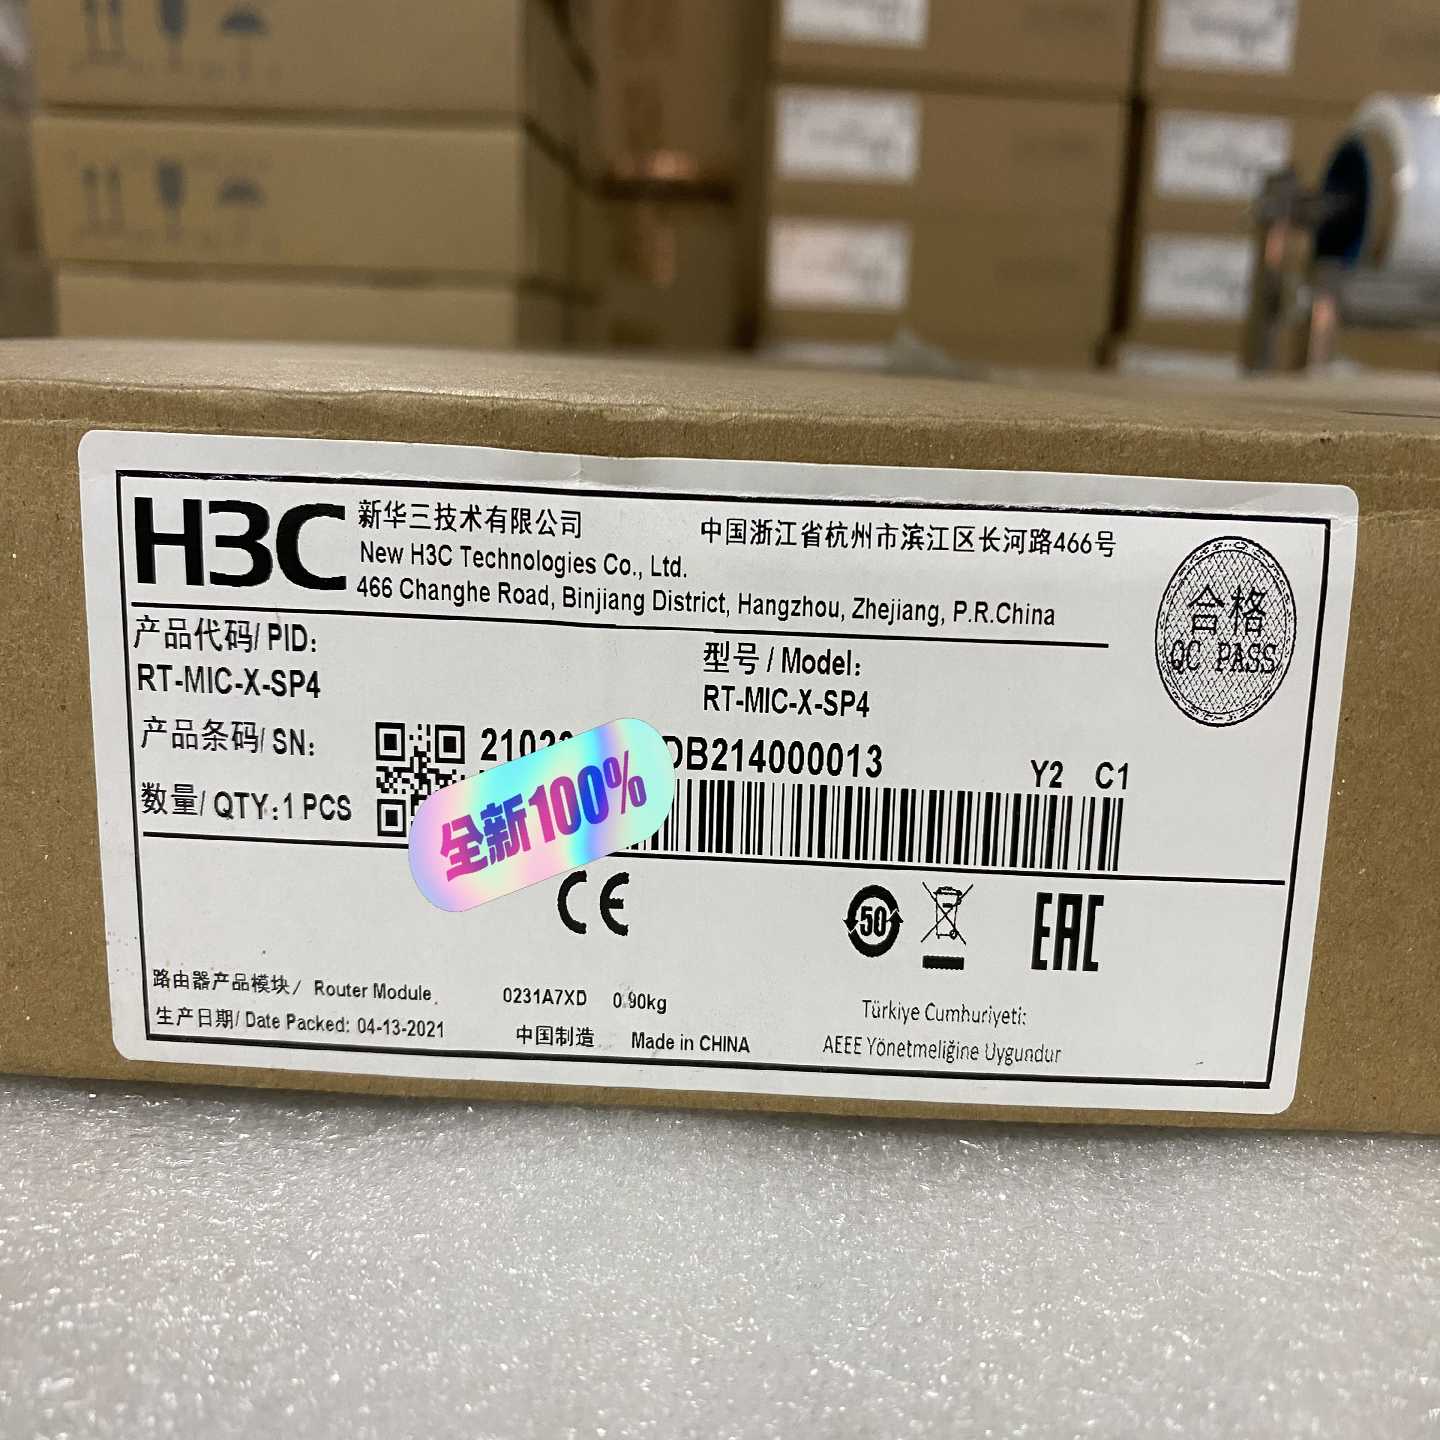 H3C
新华三技术有限公司
中国浙江省杭州市滨江区长河路466号
New H3C Technologies Co., Ltd.
466 Changhe Road, Binjiang District, Hangzhou, Zhejiang, P.R.China
合格
QC PASS
产品代码/ PID:
RT-MIC-X-SP4
型号 / Model:
RT-MIC-X-SP4
产品条码/ SN:
DB214000013
Y2 C1
数量/ QTY: 1 PCS
全新100%
CE
50
EAC
路由器产品模块/ Router Module
0231A7XD 0.90kg
生产日期/ Date Packed: 04-13-2021
中国制造 Made in CHINA
Türkiye Cumhuriyeti:
AEEE Yönetmeliğine Uygundur